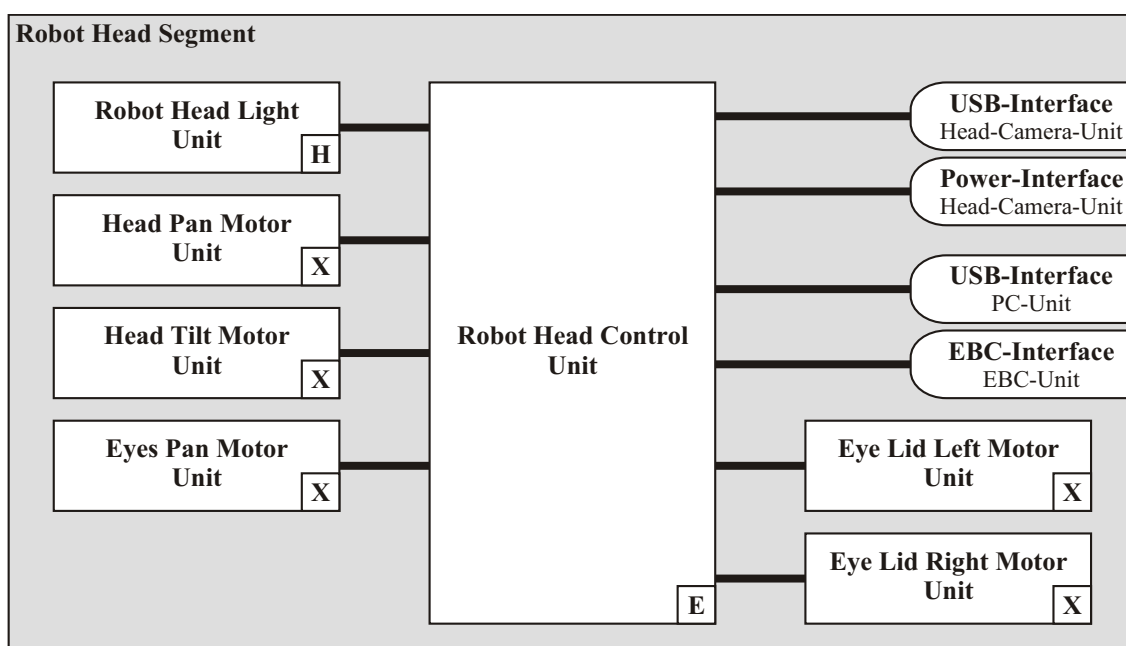 Robot Head Segment
Robot Head Light
Unit
H
Head Pan Motor
Unit
X
Head Tilt Motor
Unit
X
Eyes Pan Motor
Unit
X
Robot Head Control
Unit
E
USB-Interface
Head-Camera-Unit
Power-Interface
Head-Camera-Unit
USB-Interface
PC-Unit
EBC-Interface
EBC-Unit
Eye Lid Left Motor
Unit
X
Eye Lid Right Motor
Unit
X